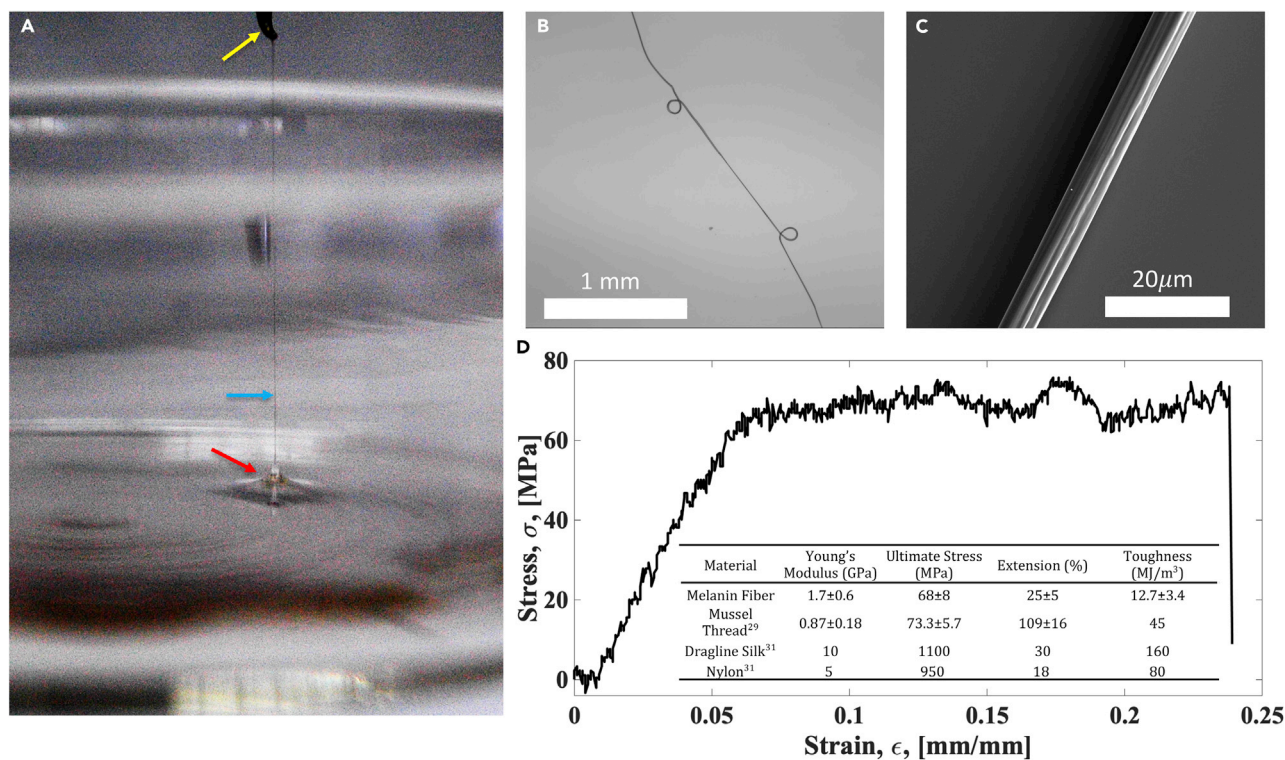 A
B
1 mm
C
20μm
D
80
60
40
20
0
Stress, σ, [MPa]
Material Young's Modulus (GPa) Ultimate Stress (MPa) Extension (%) Toughness (MJ/m³)
Melanin Fiber 1.7±0.6 68±8 25±5 12.7±3.4
Mussel Thread²⁹ 0.87±0.18 73.3±5.7 109±16 45
Dragline Silk³¹ 10 1100 30 160
Nylon³¹ 5 950 18 80
0 0.05 0.1 0.15 0.2 0.25
Strain, ϵ, [mm/mm]